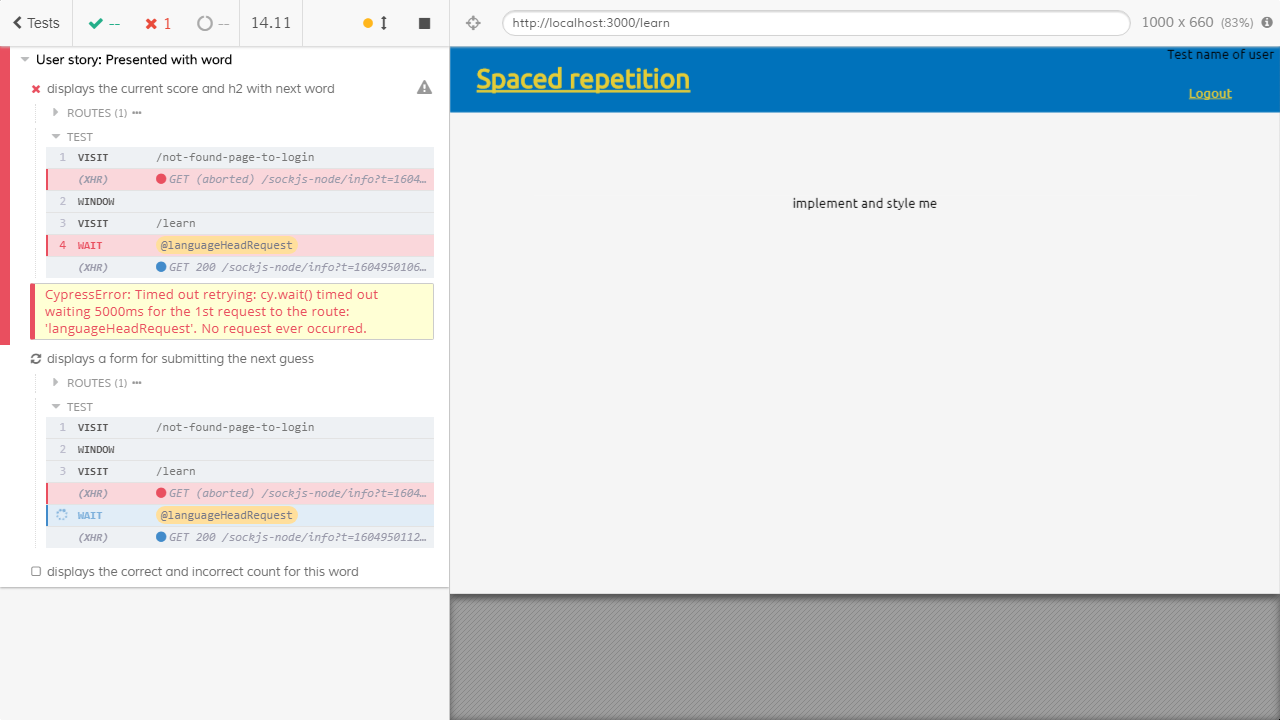 Tests
--
1
--
14.11
http://localhost:3000/learn
1000 x 660 (83%)
User story: Presented with word
displays the current score and h2 with next word
ROUTES (1)
TEST
1 VISIT /not-found-page-to-login
(XHR) GET (aborted) /sockjs-node/info?t=1604…
2 WINDOW
3 VISIT /learn
4 WAIT @languageHeadRequest
(XHR) GET 200 /sockjs-node/info?t=1604950106…
CypressError: Timed out retrying: cy.wait() timed out
waiting 5000ms for the 1st request to the route:
'languageHeadRequest'. No request ever occurred.
displays a form for submitting the next guess
ROUTES (1)
TEST
1 VISIT /not-found-page-to-login
2 WINDOW
3 VISIT /learn
(XHR) GET (aborted) /sockjs-node/info?t=1604…
WAIT @languageHeadRequest
(XHR) GET 200 /sockjs-node/info?t=1604950112…
displays the correct and incorrect count for this word
Test name of user
Spaced repetition
Logout
implement and style me